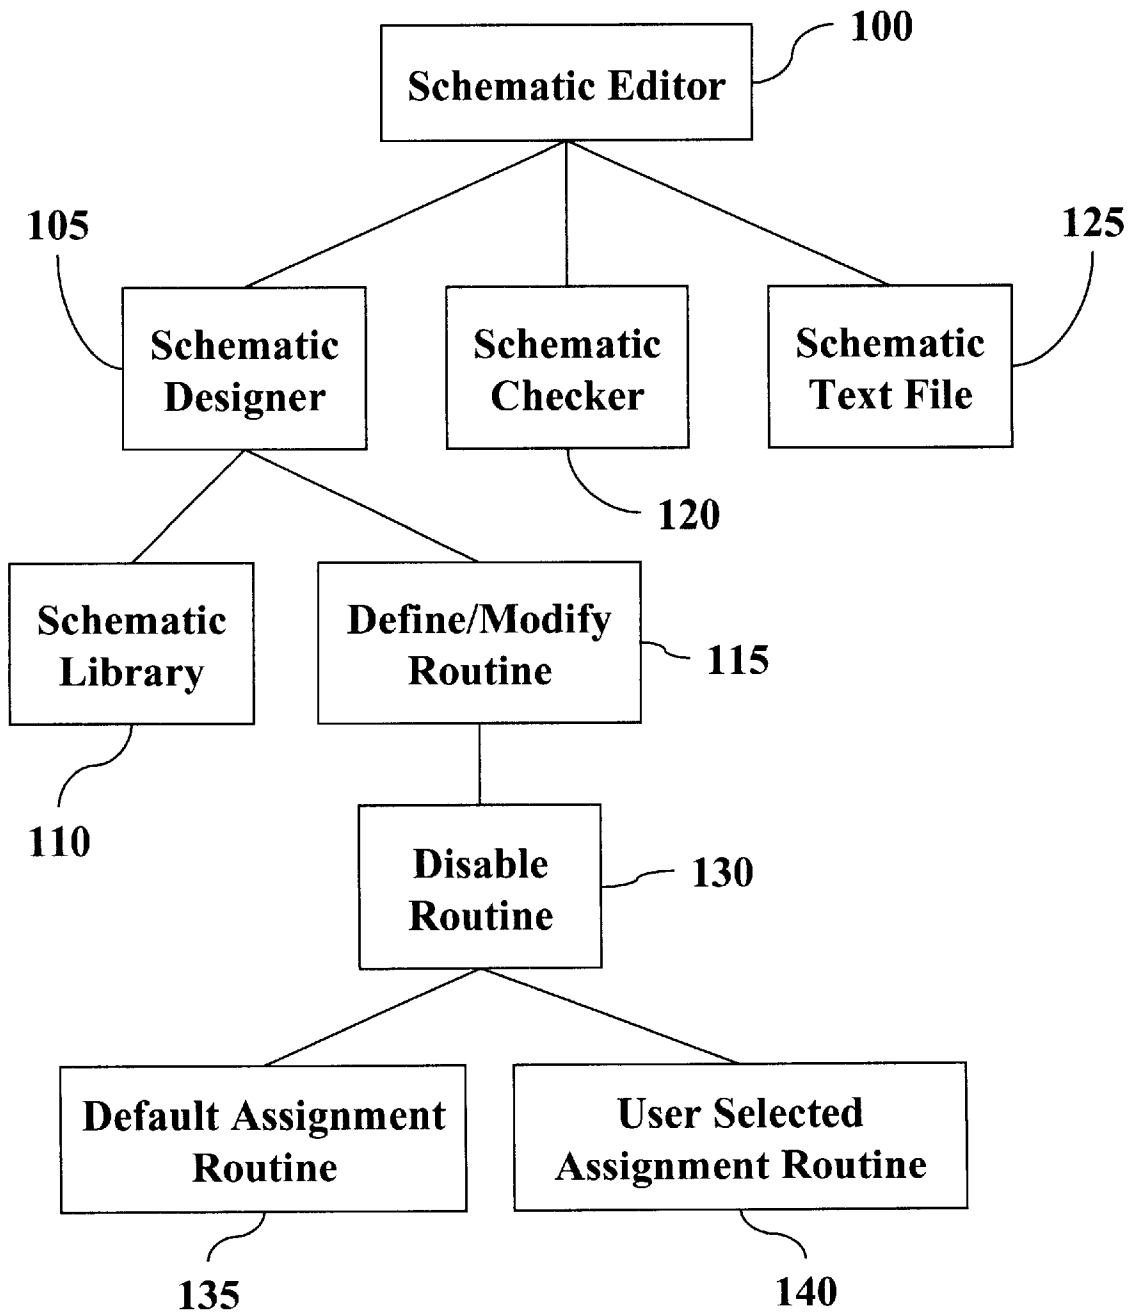 100
Schematic Editor
105
125
Schematic
Designer
Schematic
Checker
Schematic
Text File
120
Schematic
Library
Define/Modify
Routine
115
110
Disable
Routine
130
Default Assignment
Routine
User Selected
Assignment Routine
135
140